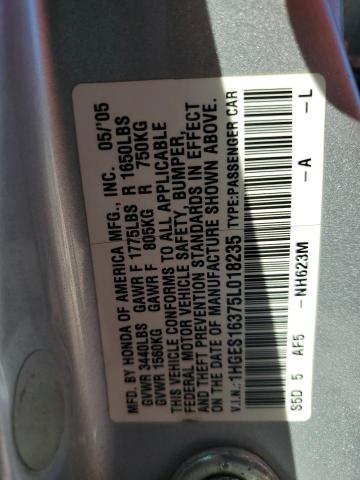 MFD. BY HONDA OF AMERICA MFG., INC. 05/'05
GVWR 3440LBS GAWR F 1775LBS R 1650LBS
GVWR 1560KG GAWR F 805KG R 750KG
THIS VEHICLE CONFORMS TO ALL APPLICABLE
FEDERAL MOTOR VEHICLE SAFETY, BUMPER,
AND THEFT PREVENTION STANDARDS IN EFFECT
ON THE DATE OF MANUFACTURE SHOWN ABOVE.
V.I.N.: 1HGES16375L018235 TYPE:PASSENGER CAR
S5D 5 AF5 -NH623M -A -L